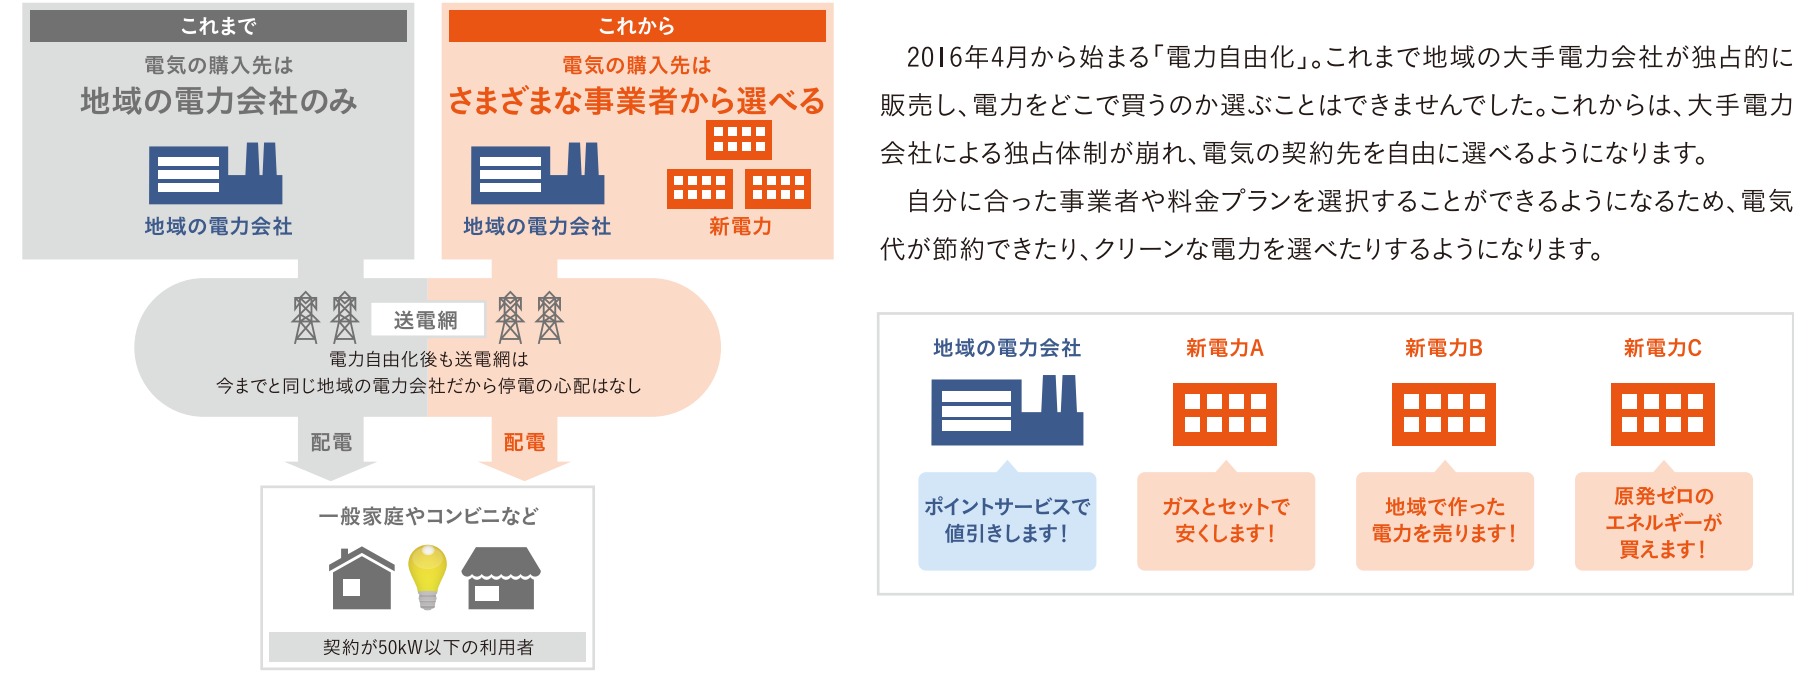 これまで
電気の購入先は
地域の電力会社のみ
地域の電力会社
これから
電気の購入先は
さまざまな事業者から選べる
地域の電力会社
新電力
送電網
電力自由化後も送電網は
今までと同じ地域の電力会社だから停電の心配はなし
配電
配電
一般家庭やコンビニなど
契約が50kW以下の利用者
2016年4月から始まる「電力自由化」。これまで地域の大手電力会社が独占的に
販売し、電力をどこで買うのか選ぶことはできませんでした。これからは、大手電力
会社による独占体制が崩れ、電気の契約先を自由に選べるようになります。
自分に合った事業者や料金プランを選択することができるようになるため、電気
代が節約できたり、クリーンな電力を選べたりするようになります。
地域の電力会社
ポイントサービスで
値引きします！
新電力A
ガスとセットで
安くします！
新電力B
地域で作った
電力を売ります！
新電力C
原発ゼロの
エネルギーが
買えます！